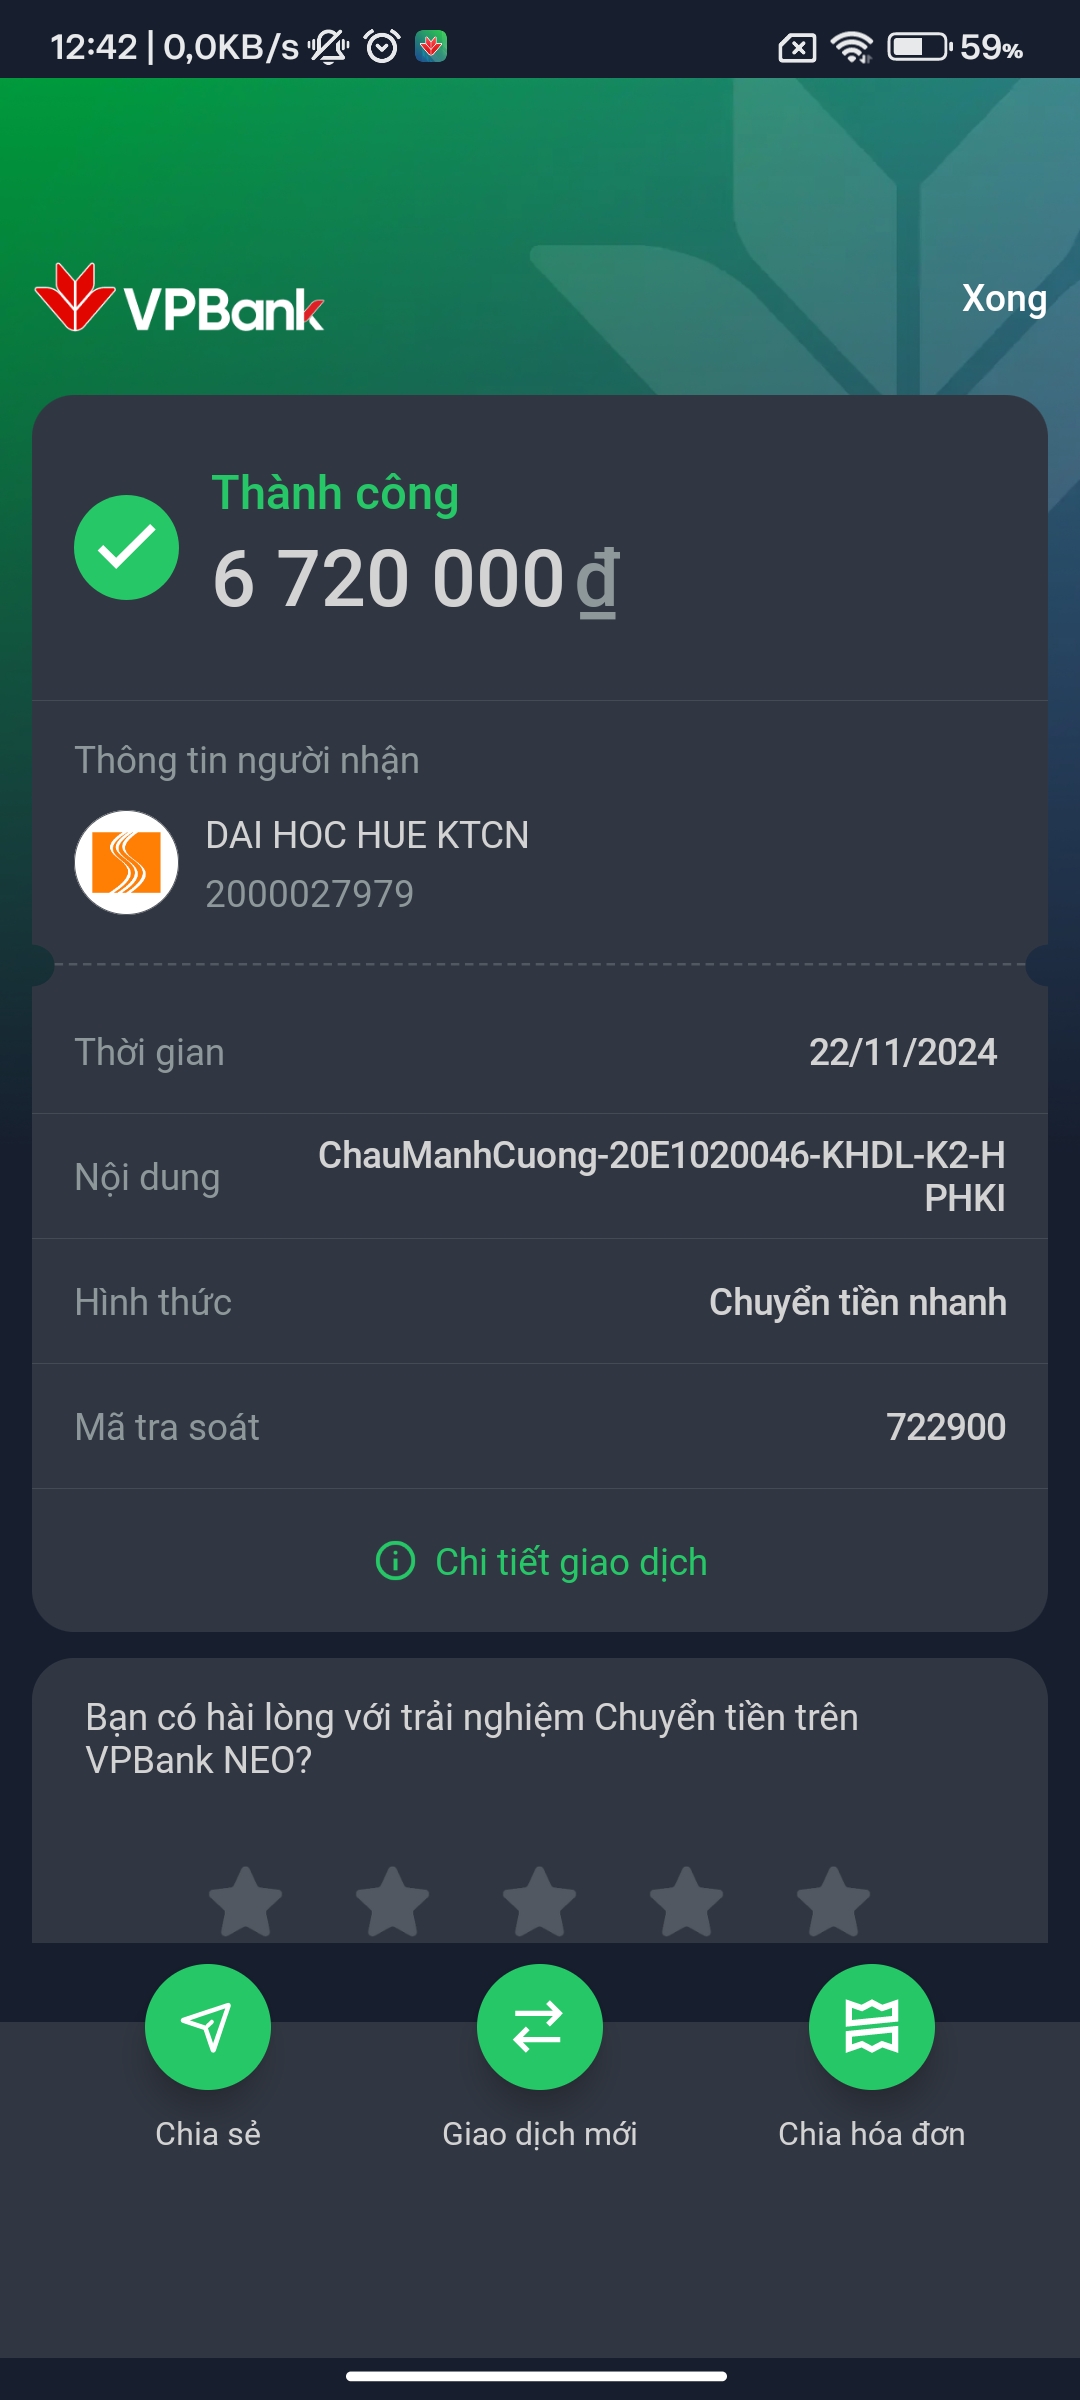 12:42 | 0,0KB/s 59%
VPBank
Xong
Thành công
6 720 000 đ
Thông tin người nhận
DAI HOC HUE KTCN
2000027979
Thời gian 22/11/2024
Nội dung ChauManhCuong-20E1020046-KHDL-K2-H
PHKI
Hình thức Chuyển tiền nhanh
Mã tra soát 722900
Chi tiết giao dịch
Bạn có hài lòng với trải nghiệm Chuyển tiền trên
VPBank NEO?
Chia sẻ Giao dịch mới Chia hóa đơn